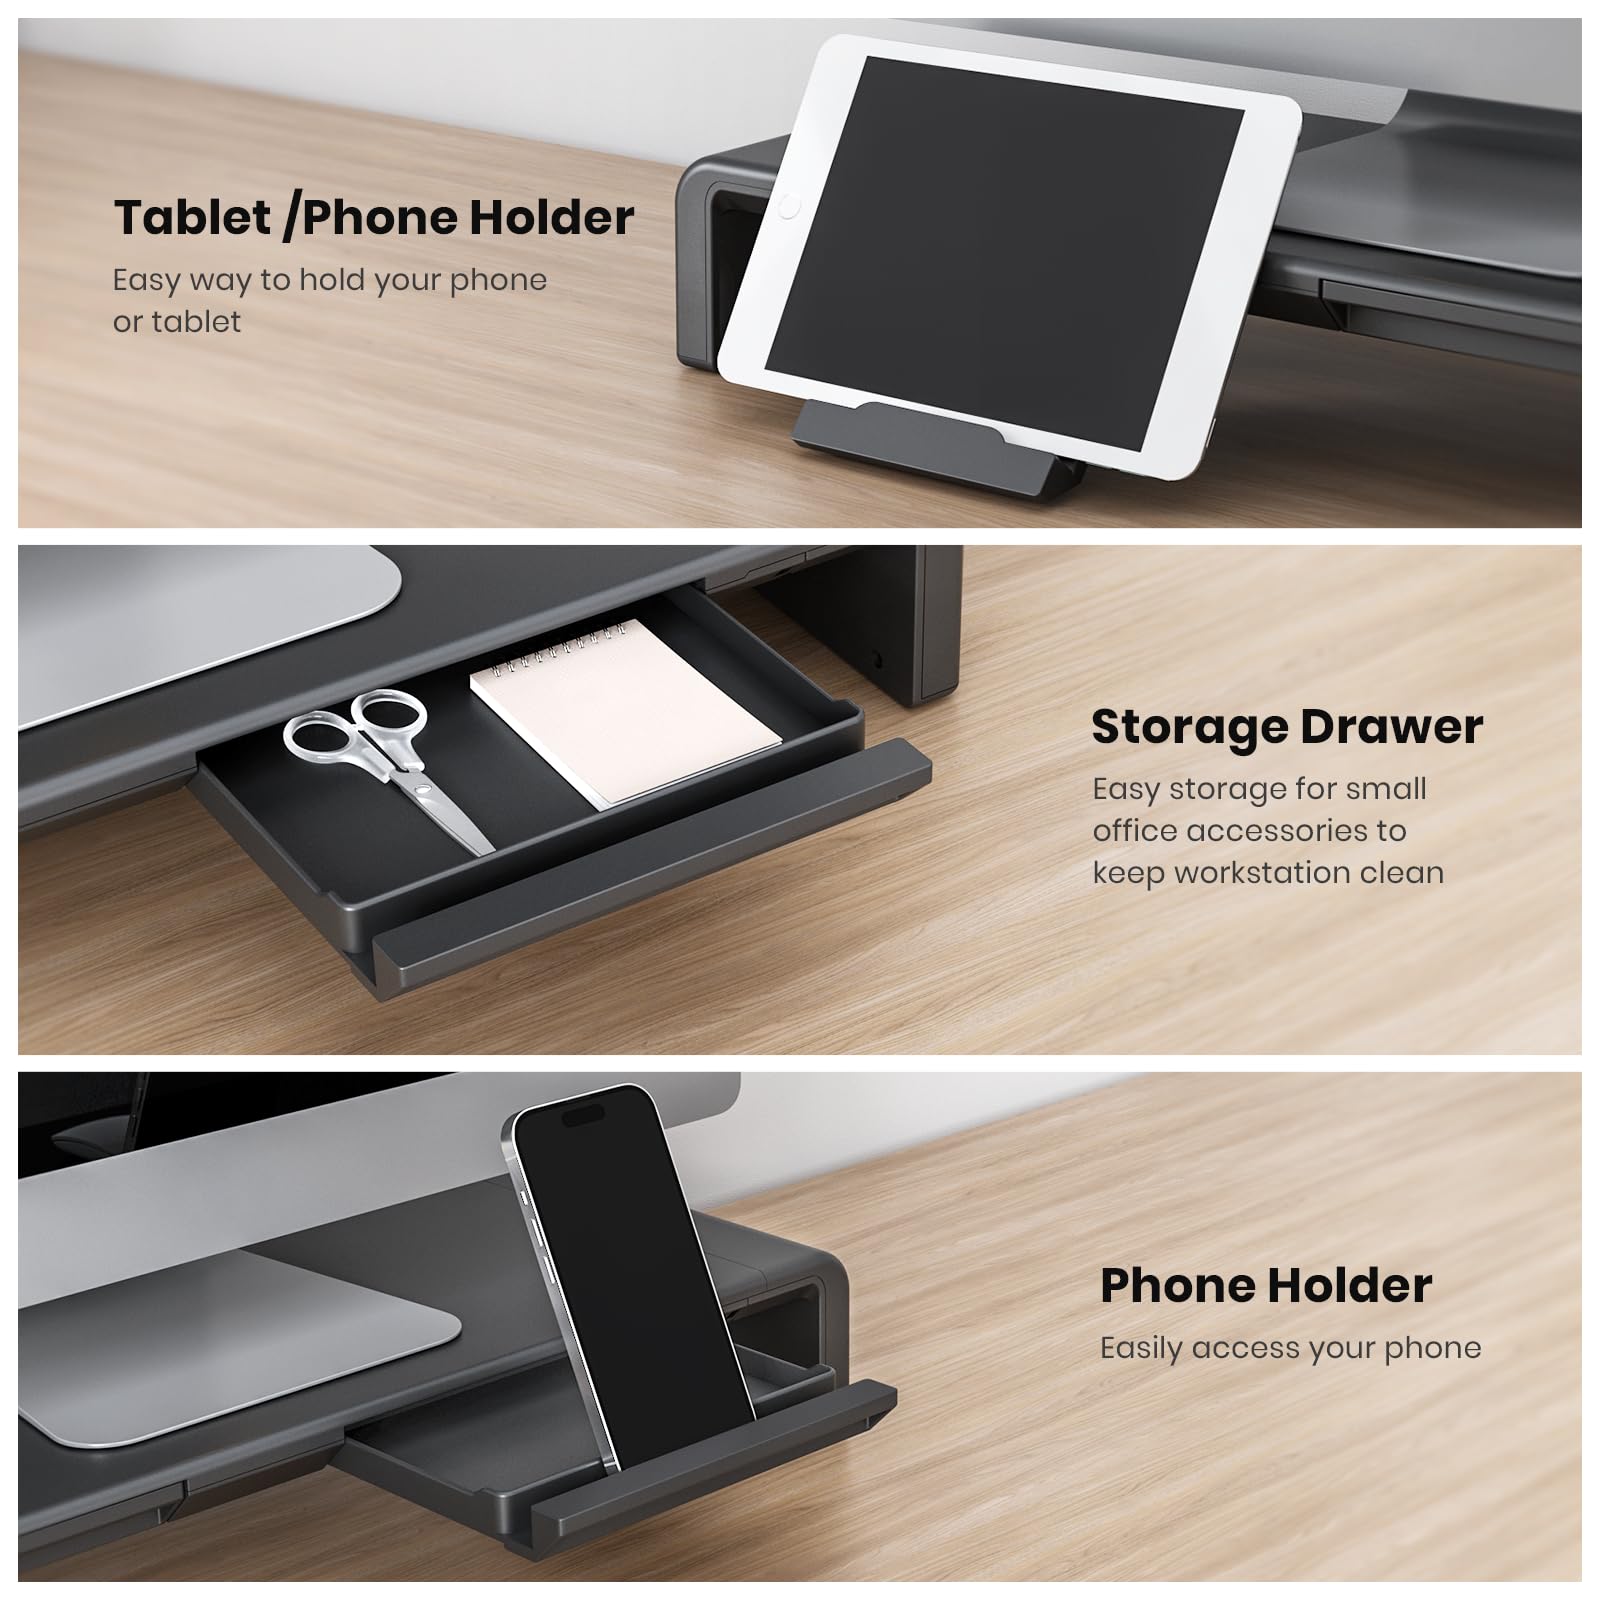 Tablet /Phone Holder
Easy way to hold your phone
or tablet
Storage Drawer
Easy storage for small
office accessories to
keep workstation clean
Phone Holder
Easily access your phone